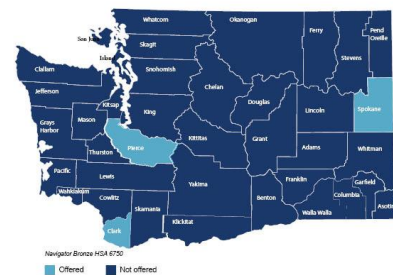 Whatcom
Okanogan
Ferry
Pend
Oreille
San Ju
Skagit
Stevens
Island
Clallam
Snohomish
Chelan
Jefferson
Kitsap
King
Douglas
Lincoln
Spokane
Grays
Harbor
Mason
Kittitas
Grant
Pierce
Thurston
Adams
Whitman
Pacific
Lewis
Yakima
Franklin
Garfield
Wahkiakum
Cowlitz
Skamania
Benton
Columbia
Asotin
Walla Walla
Klickitat
Clark
Navigator Bronze HSA 6750
Offered
Not offered